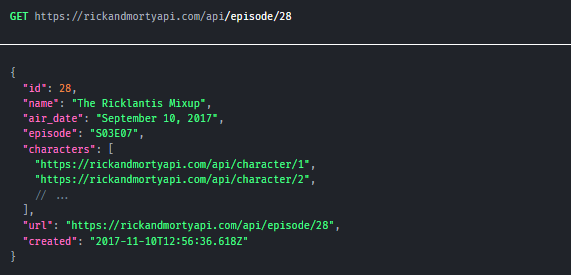 GET https://rickandmortyapi.com/api/episode/28
{
  "id": 28,
  "name": "The Ricklantis Mixup",
  "air_date": "September 10, 2017",
  "episode": "S03E07",
  "characters": [
    "https://rickandmortyapi.com/api/character/1",
    "https://rickandmortyapi.com/api/character/2",
    // ...
  ],
  "url": "https://rickandmortyapi.com/api/episode/28",
  "created": "2017-11-10T12:56:36.618Z"
}